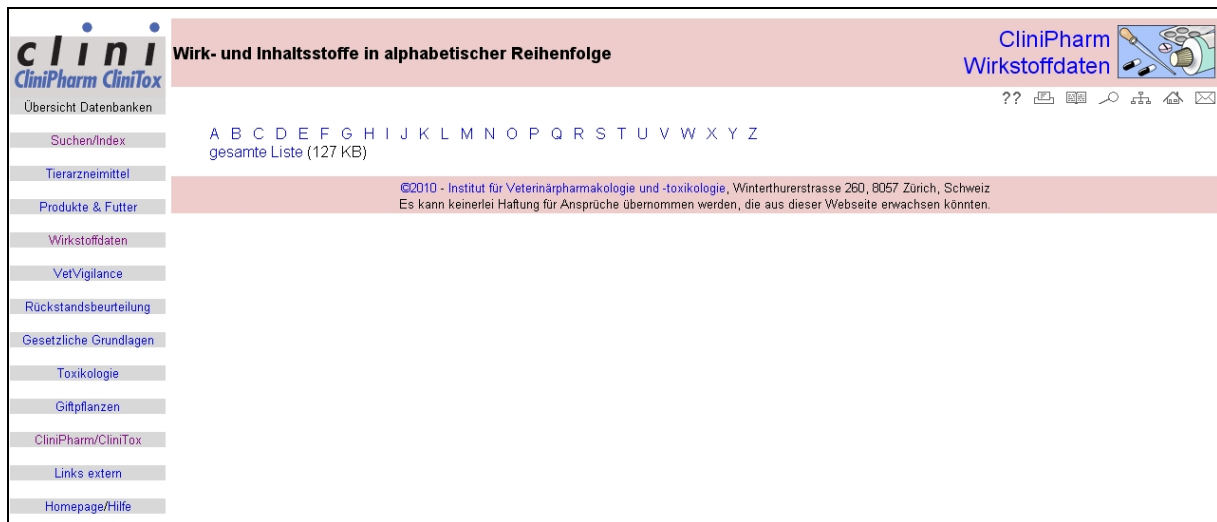 clini
CliniPharm CliniTox
Übersicht Datenbanken
Suchen/Index
Tierarzneimittel
Produkte & Futter
Wirkstoffdaten
VetVigilance
Rückstandsbeurteilung
Gesetzliche Grundlagen
Toxikologie
Giftpflanzen
CliniPharm/CliniTox
Links extern
Homepage/Hilfe
Wirk- und Inhaltsstoffe in alphabetischer Reihenfolge
CliniPharm
Wirkstoffdaten
??
A B C D E F G H I J K L M N O P Q R S T U V W X Y Z
gesamte Liste (127 KB)
©2010 - Institut für Veterinärpharmakologie und -toxikologie, Winterthurerstrasse 260, 8057 Zürich, Schweiz
Es kann keinerlei Haftung für Ansprüche übernommen werden, die aus dieser Webseite erwachsen könnten.